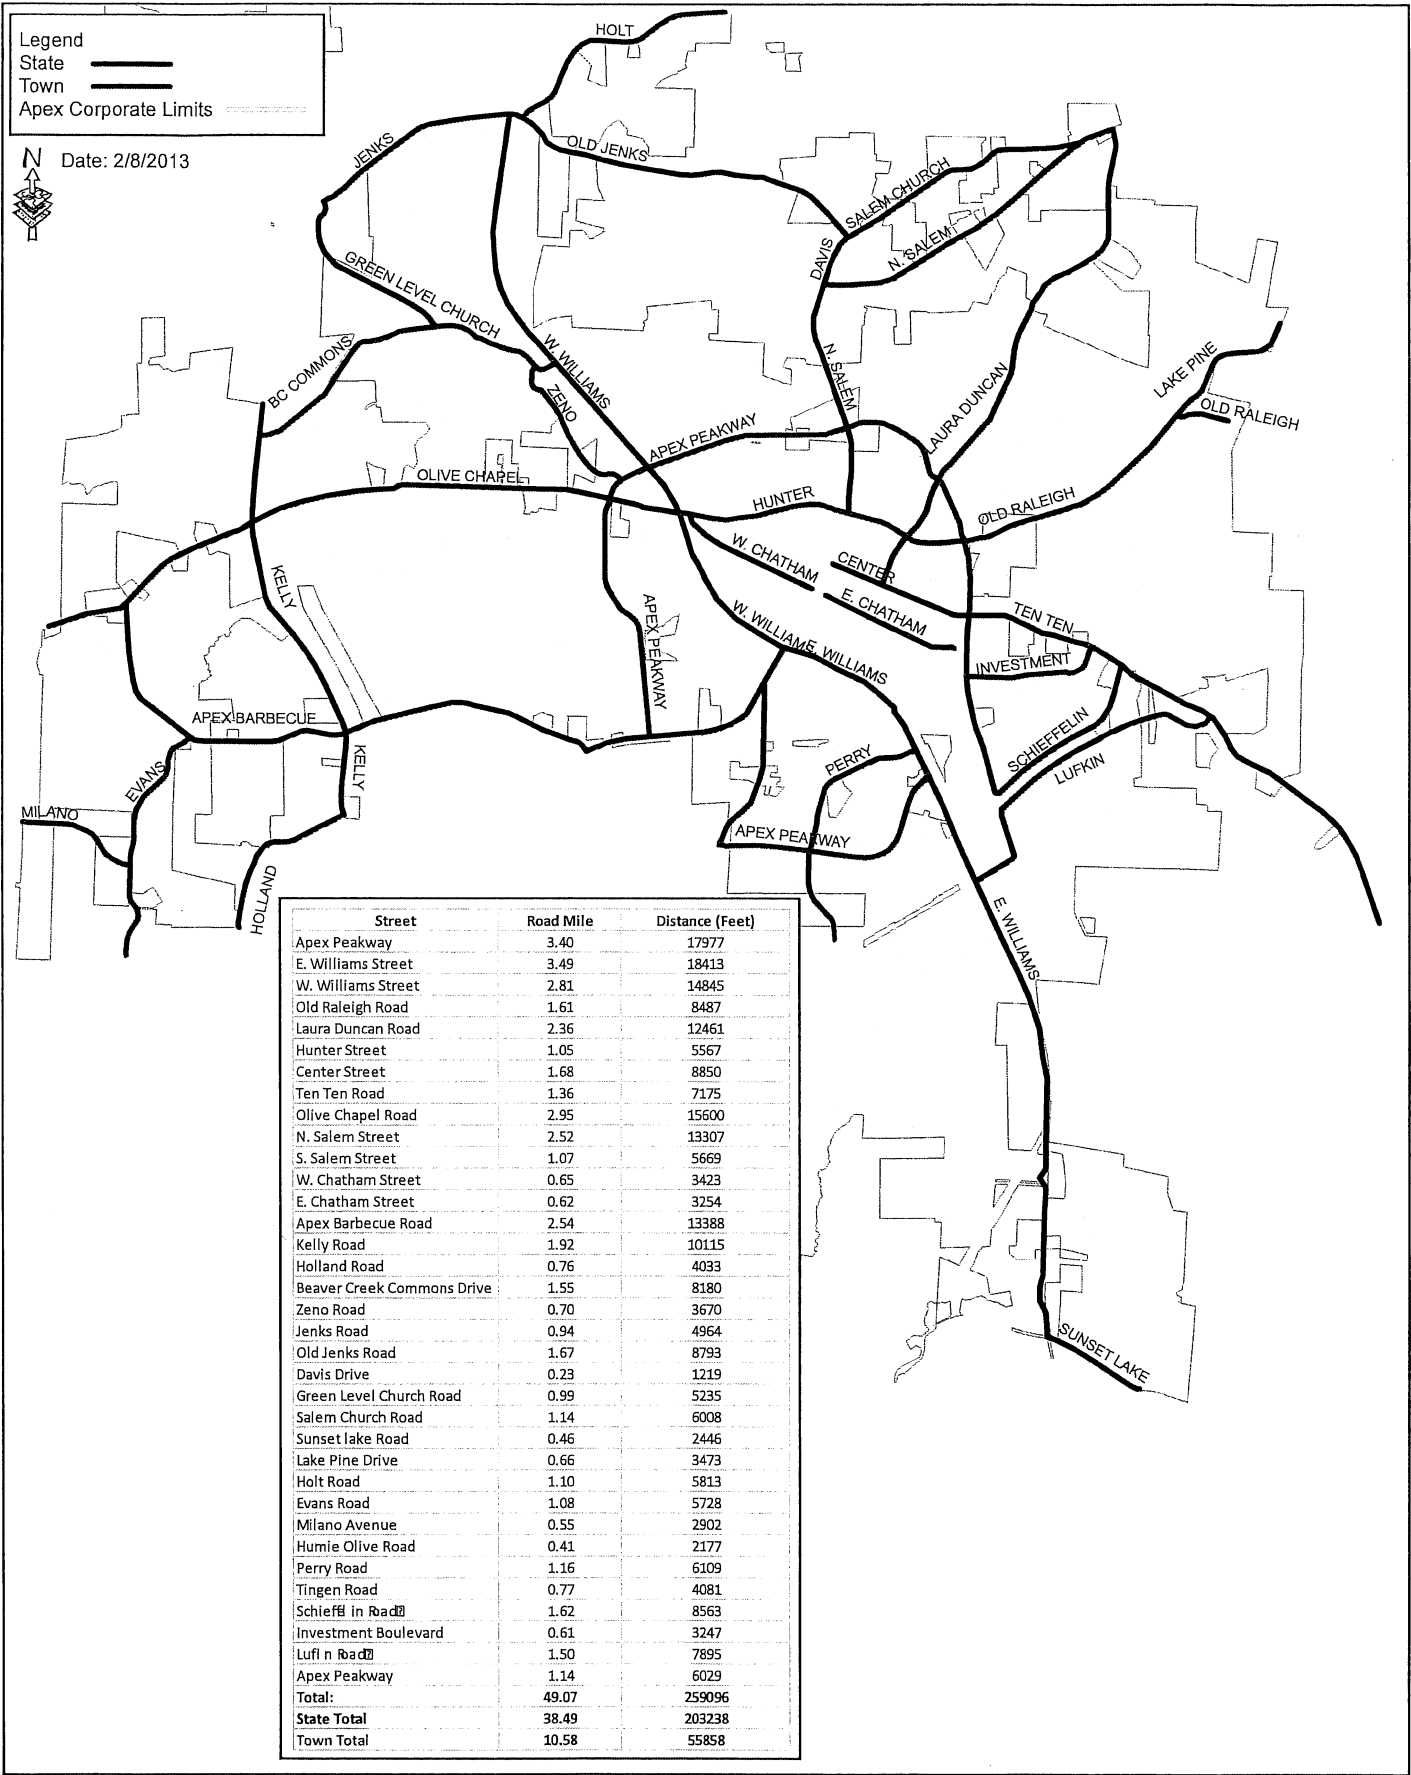 Legend
State
Town
Apex Corporate Limits
N
Date: 2/8/2013
HOLT
JENKS
OLD JENKS
SALEM CHURCH
N. SALEM
DAVIS
GREEN LEVEL CHURCH
BC COMMONS
W. WILLIAMS
ZENO
N. SALEM
LAURA DUNCAN
LAKE PINE
OLD RALEIGH
APEX PEAKWAY
OLIVE CHAPEL
HUNTER
OLD RALEIGH
W. CHATHAM
CENTER
E. CHATHAM
TEN TEN
KELLY
APEX PEAKWAY
W. WILLIAMS
E. WILLIAMS
INVESTMENT
APEX BARBECUE
KELLY
EVANS
MILANO
HOLLAND
PERRY
SCHIEFFELIN
LUFKIN
APEX PEAKWAY
E. WILLIAMS
SUNSET LAKE
Street Road Mile Distance (Feet)
Apex Peakway 3.40 17977
E. Williams Street 3.49 18413
W. Williams Street 2.81 14845
Old Raleigh Road 1.61 8487
Laura Duncan Road 2.36 12461
Hunter Street 1.05 5567
Center Street 1.68 8850
Ten Ten Road 1.36 7175
Olive Chapel Road 2.95 15600
N. Salem Street 2.52 13307
S. Salem Street 1.07 5669
W. Chatham Street 0.65 3423
E. Chatham Street 0.62 3254
Apex Barbecue Road 2.54 13388
Kelly Road 1.92 10115
Holland Road 0.76 4033
Beaver Creek Commons Drive 1.55 8180
Zeno Road 0.70 3670
Jenks Road 0.94 4964
Old Jenks Road 1.67 8793
Davis Drive 0.23 1219
Green Level Church Road 0.99 5235
Salem Church Road 1.14 6008
Sunset lake Road 0.46 2446
Lake Pine Drive 0.66 3473
Holt Road 1.10 5813
Evans Road 1.08 5728
Milano Avenue 0.55 2902
Humie Olive Road 0.41 2177
Perry Road 1.16 6109
Tingen Road 0.77 4081
in 1.62 8563
Investment Boulevard 0.61 3247
Lufl n 1.50 7895
Apex Peakway 1.14 6029
Total: 49.07 259096
State Total 38.49 203238
Town Total 10.58 55858